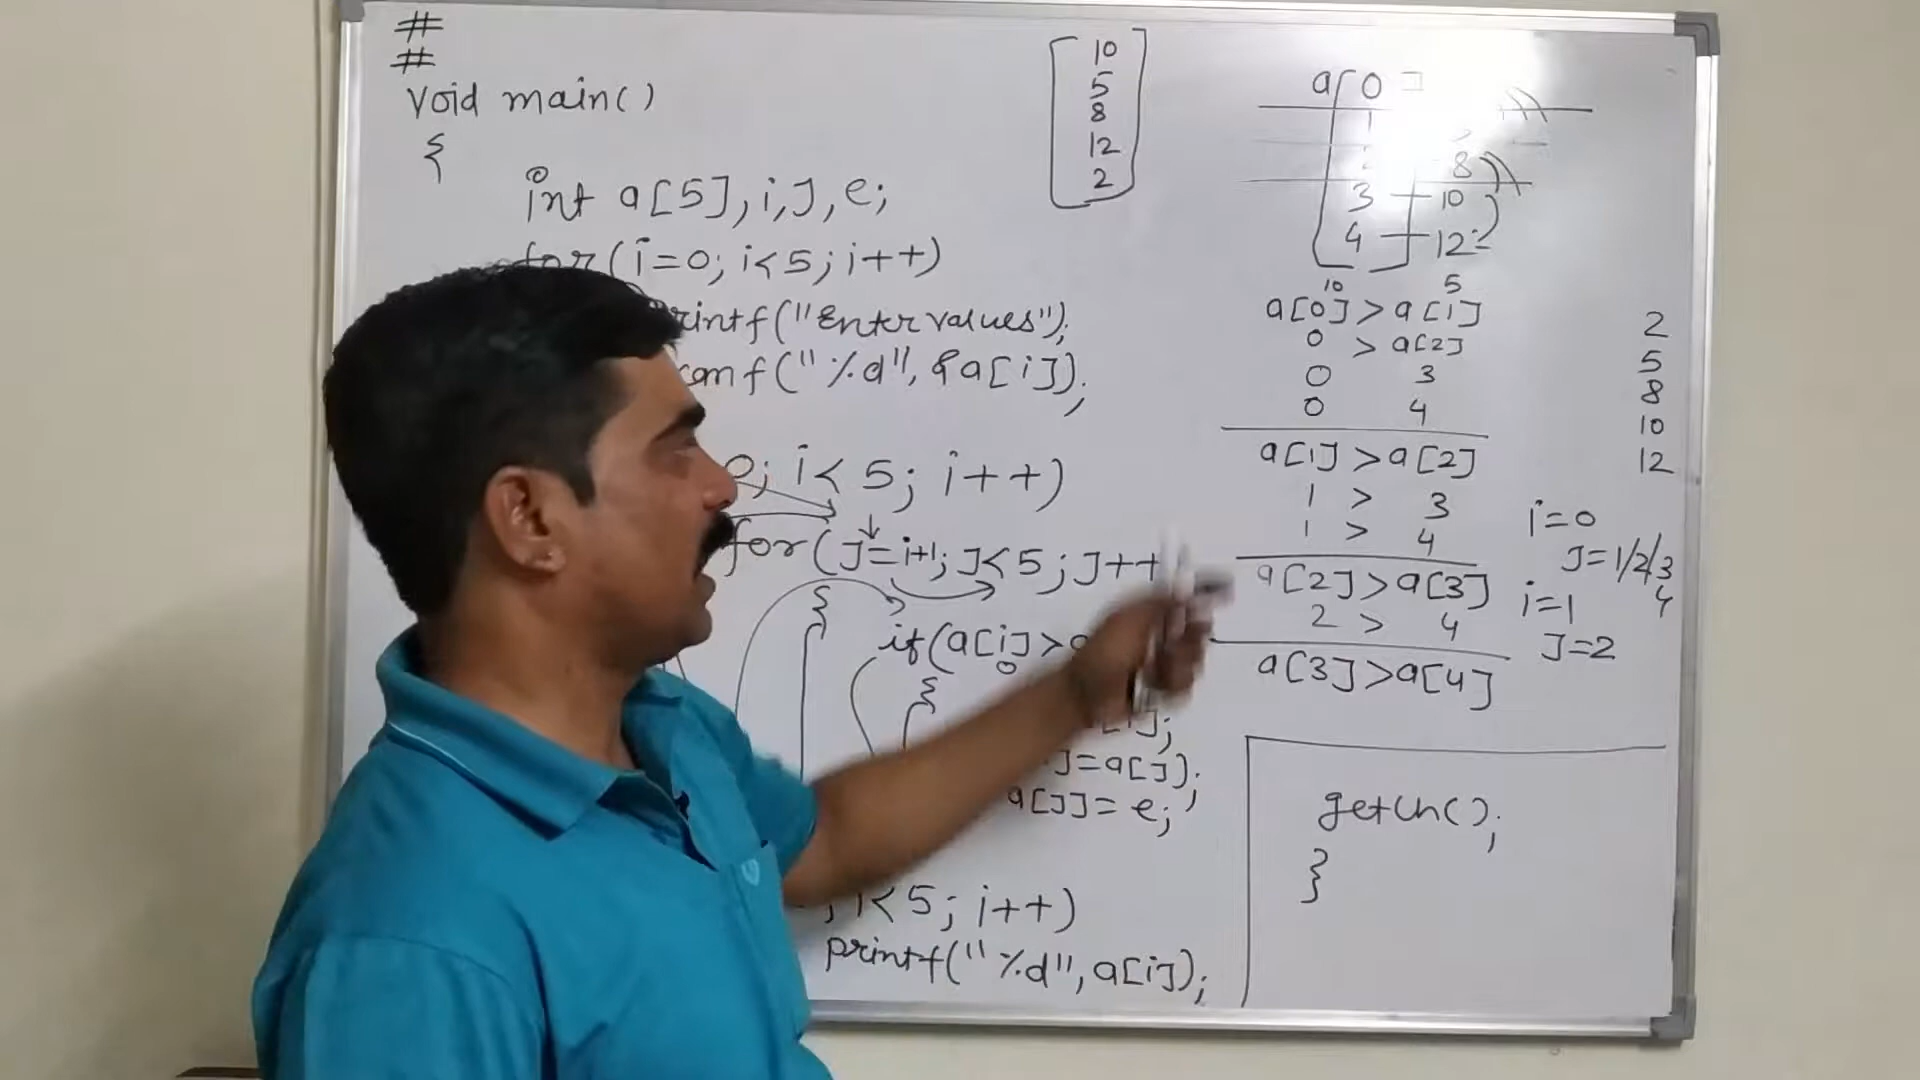 #
#
void main()
{
int a[5],i,J,e;
for(i=0; i<5; i++)
printf("Enter values");
canf("%d", &a[i]);
0; i<5; i++)
for(J=i+1; J<5; J++
{
if(a[i]>a
0
{
[i];
]=a[j];
a[J]= e;
; i<5; i++)
printf("%d", a[i]);
10
5
8
12
2
a[0]
1
8
3 10
4 12
10 5
a[0]>a[1]
0 > a[2]
0 3
0 4
a[1]>a[2]
1 > 3
1 > 4
a[2]>a[3]
2 > 4
a[3]>a[4]
2
5
8
10
12
i=0
J=1/2/3
4
i=1
J=2
getch();
}